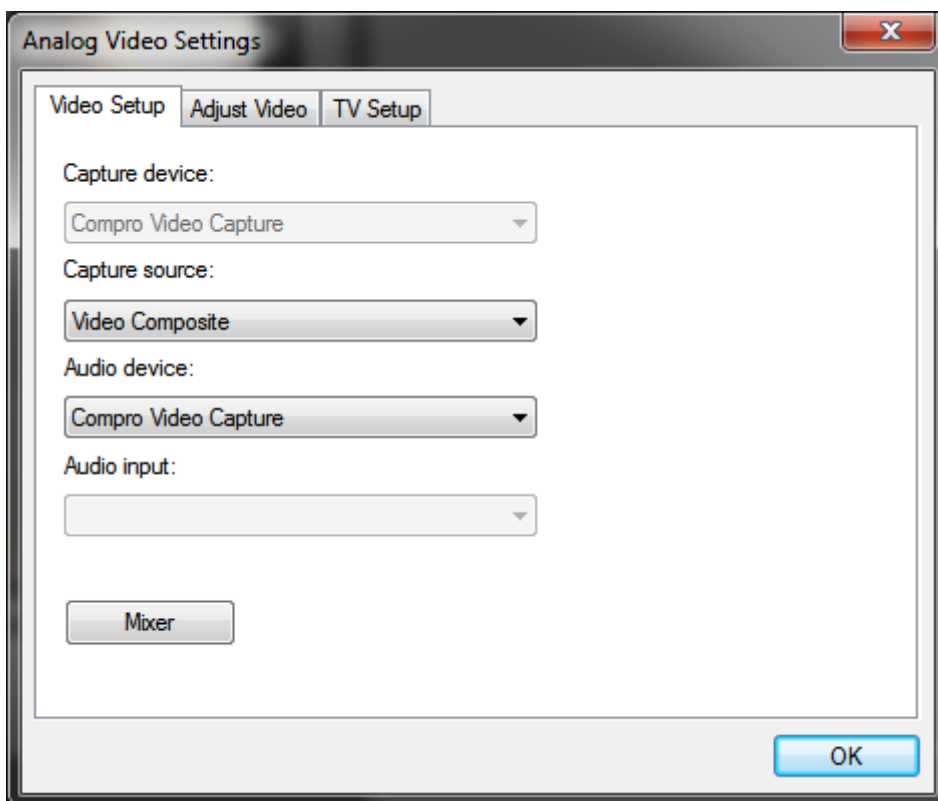 Analog Video Settings
Video Setup Adjust Video TV Setup
Capture device:
Compro Video Capture
Capture source:
Video Composite
Audio device:
Compro Video Capture
Audio input:
Mixer
OK